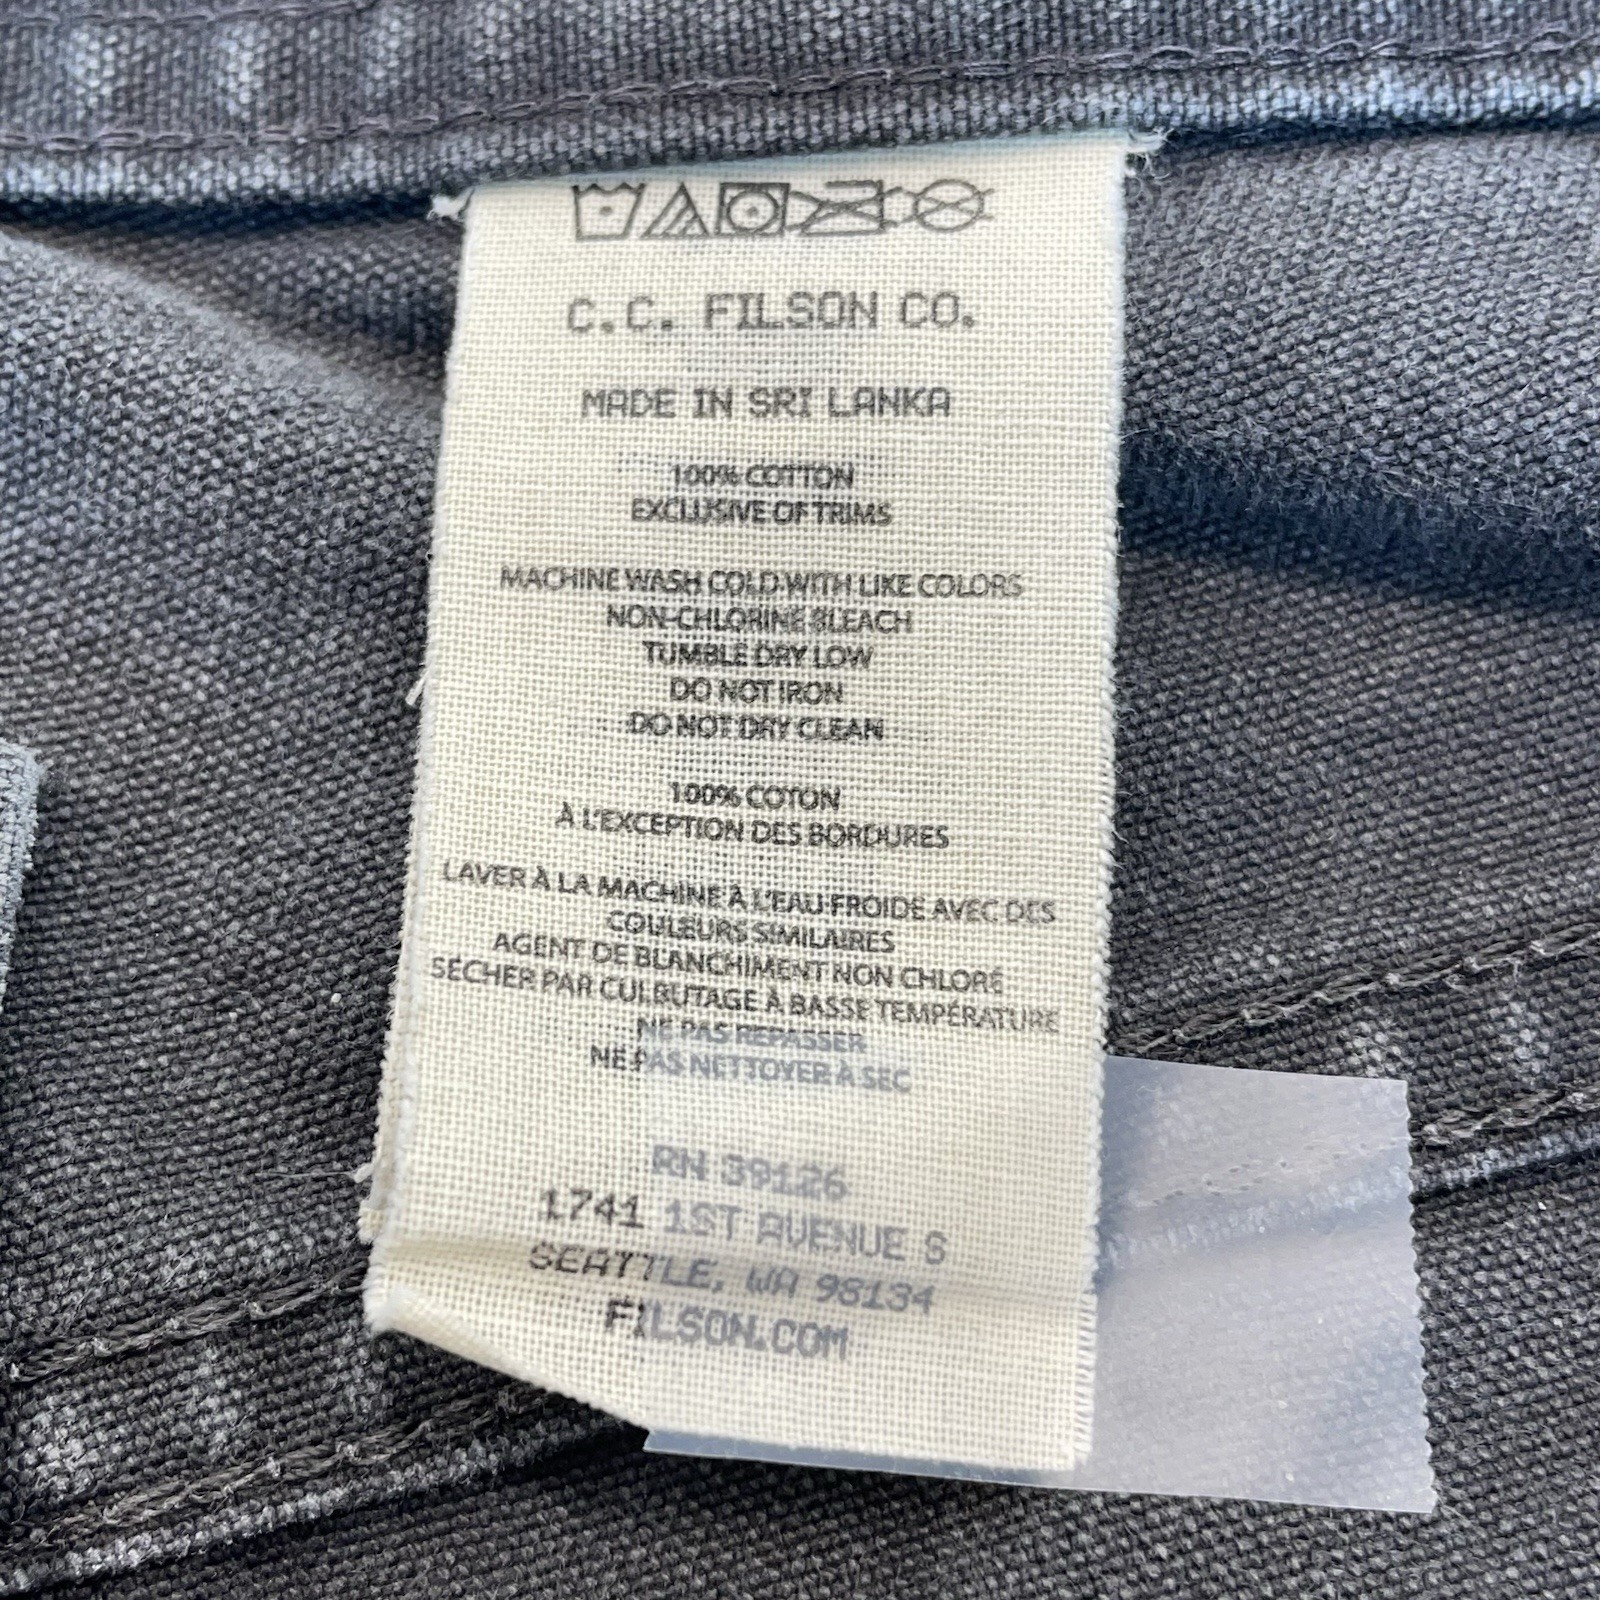 C.C. FILSON CO.
MADE IN SRI LANKA
100% COTTON
EXCLUSIVE OF TRIMS
MACHINE WASH COLD WITH LIKE COLORS
NON-CHLORINE BLEACH
TUMBLE DRY LOW
DO NOT IRON
DO NOT DRY CLEAN
100% COTON
À L'EXCEPTION DES BORDURES
LAVER À LA MACHINE À L'EAU FROIDE AVEC DES
COULEURS SIMILAIRES
AGENT DE BLANCHIMENT NON CHLORÉ
SÉCHER PAR CULBUTAGE À BASSE TEMPÉRATURE
NE PAS REPASSER
NE PAS NETTOYER À SEC
RN 39126
1741 1ST AVENUE S
SEATTLE, WA 98134
FILSON.COM